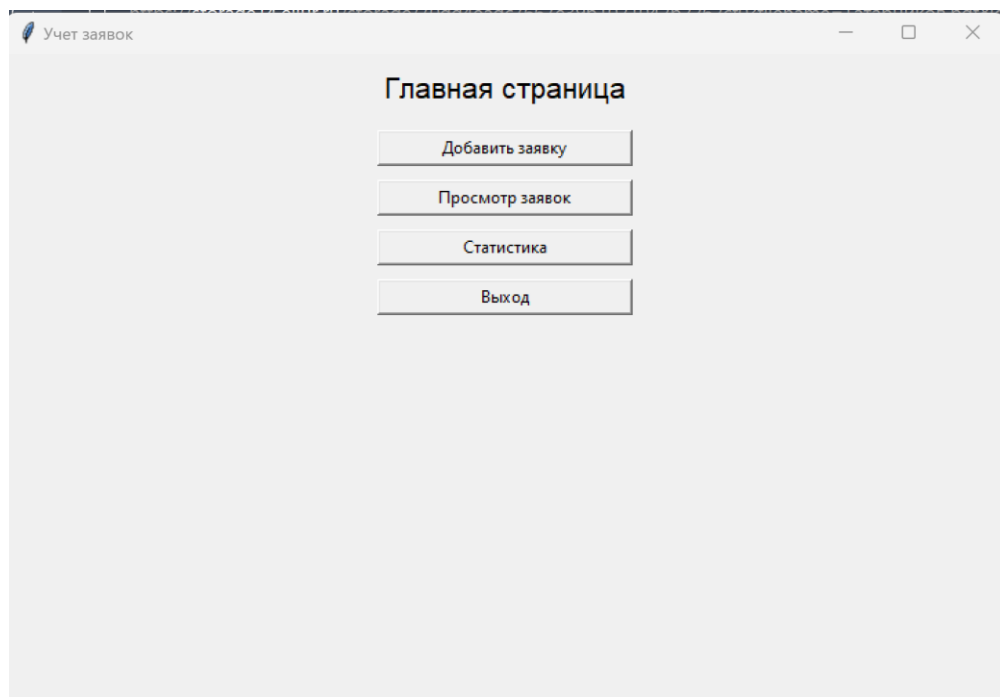 Учет заявок
Главная страница
Добавить заявку
Просмотр заявок
Статистика
Выход